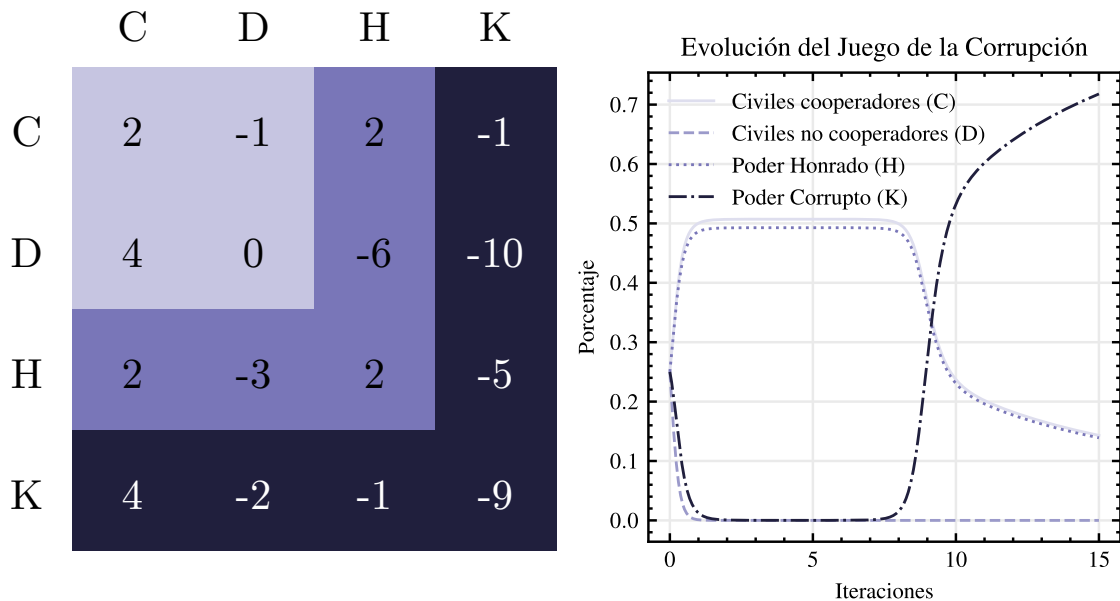 C D H K
C 2 -1 2 -1
D 4 0 -6 -10
H 2 -3 2 -5
K 4 -2 -1 -9
Evolución del Juego de la Corrupción
Civiles cooperadores (C)
Civiles no cooperadores (D)
Poder Honrado (H)
Poder Corrupto (K)
Porcentaje
0.7
0.6
0.5
0.4
0.3
0.2
0.1
0.0
0 5 10 15
Iteraciones